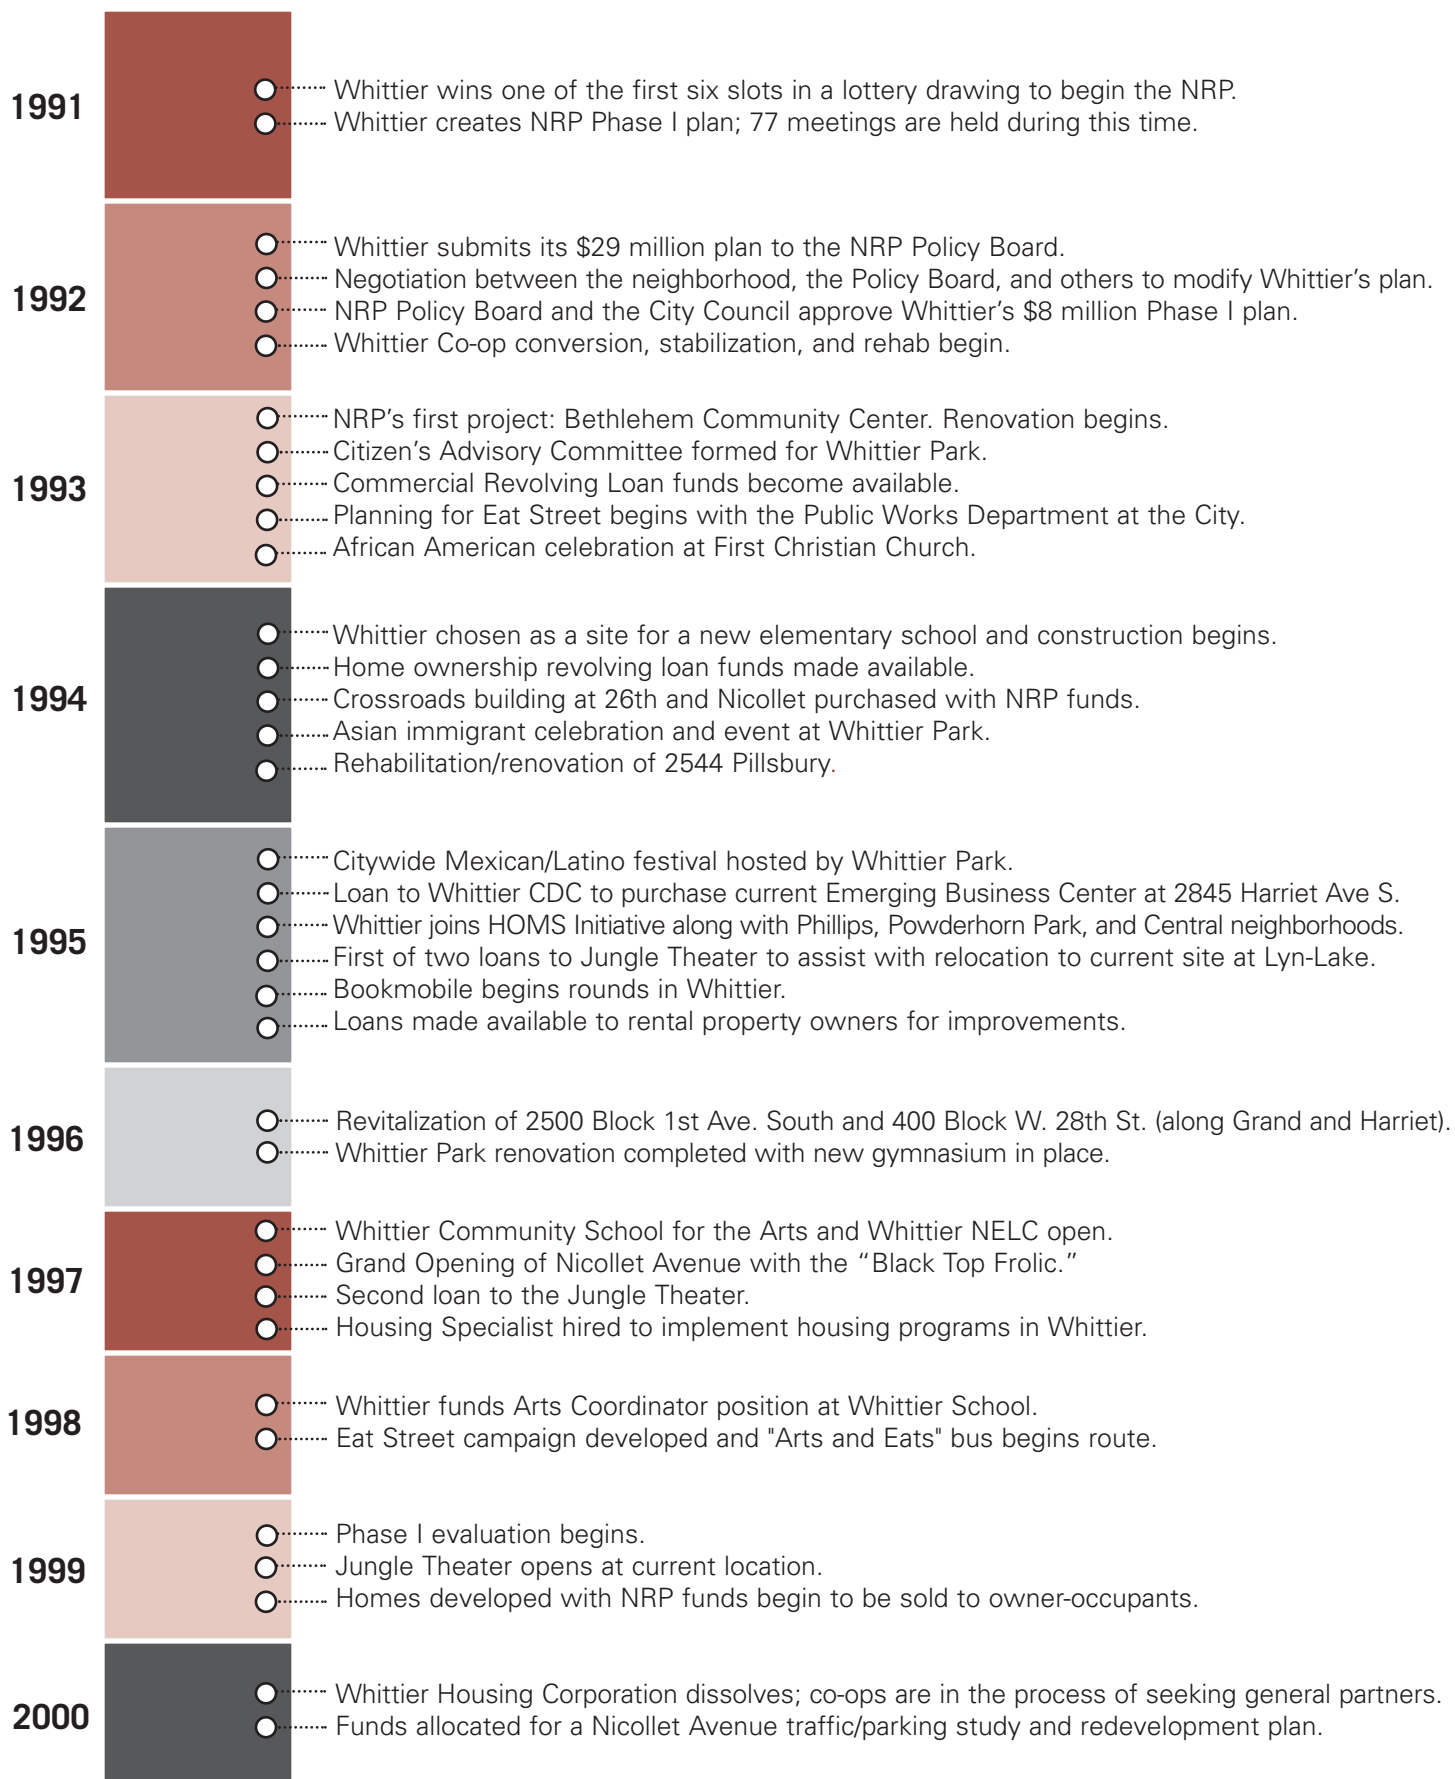 1991
Whittier wins one of the first six slots in a lottery drawing to begin the NRP.
Whittier creates NRP Phase I plan; 77 meetings are held during this time.
1992
Whittier submits its $29 million plan to the NRP Policy Board.
Negotiation between the neighborhood, the Policy Board, and others to modify Whittier’s plan.
NRP Policy Board and the City Council approve Whittier’s $8 million Phase I plan.
Whittier Co-op conversion, stabilization, and rehab begin.
1993
NRP’s first project: Bethlehem Community Center. Renovation begins.
Citizen’s Advisory Committee formed for Whittier Park.
Commercial Revolving Loan funds become available.
Planning for Eat Street begins with the Public Works Department at the City.
African American celebration at First Christian Church.
1994
Whittier chosen as a site for a new elementary school and construction begins.
Home ownership revolving loan funds made available.
Crossroads building at 26th and Nicollet purchased with NRP funds.
Asian immigrant celebration and event at Whittier Park.
Rehabilitation/renovation of 2544 Pillsbury.
1995
Citywide Mexican/Latino festival hosted by Whittier Park.
Loan to Whittier CDC to purchase current Emerging Business Center at 2845 Harriet Ave S.
Whittier joins HOMS Initiative along with Phillips, Powderhorn Park, and Central neighborhoods.
First of two loans to Jungle Theater to assist with relocation to current site at Lyn-Lake.
Bookmobile begins rounds in Whittier.
Loans made available to rental property owners for improvements.
1996
Revitalization of 2500 Block 1st Ave. South and 400 Block W. 28th St. (along Grand and Harriet).
Whittier Park renovation completed with new gymnasium in place.
1997
Whittier Community School for the Arts and Whittier NELC open.
Grand Opening of Nicollet Avenue with the “Black Top Frolic.”
Second loan to the Jungle Theater.
Housing Specialist hired to implement housing programs in Whittier.
1998
Whittier funds Arts Coordinator position at Whittier School.
Eat Street campaign developed and "Arts and Eats" bus begins route.
1999
Phase I evaluation begins.
Jungle Theater opens at current location.
Homes developed with NRP funds begin to be sold to owner-occupants.
2000
Whittier Housing Corporation dissolves; co-ops are in the process of seeking general partners.
Funds allocated for a Nicollet Avenue traffic/parking study and redevelopment plan.